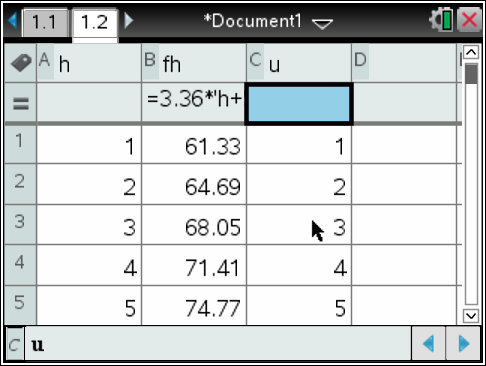 1.1 1.2 *Document1
A h B fh C u D
= =3.36*'h+
1 1 61.33 1
2 2 64.69 2
3 3 68.05 3
4 4 71.41 4
5 5 74.77 5
C u